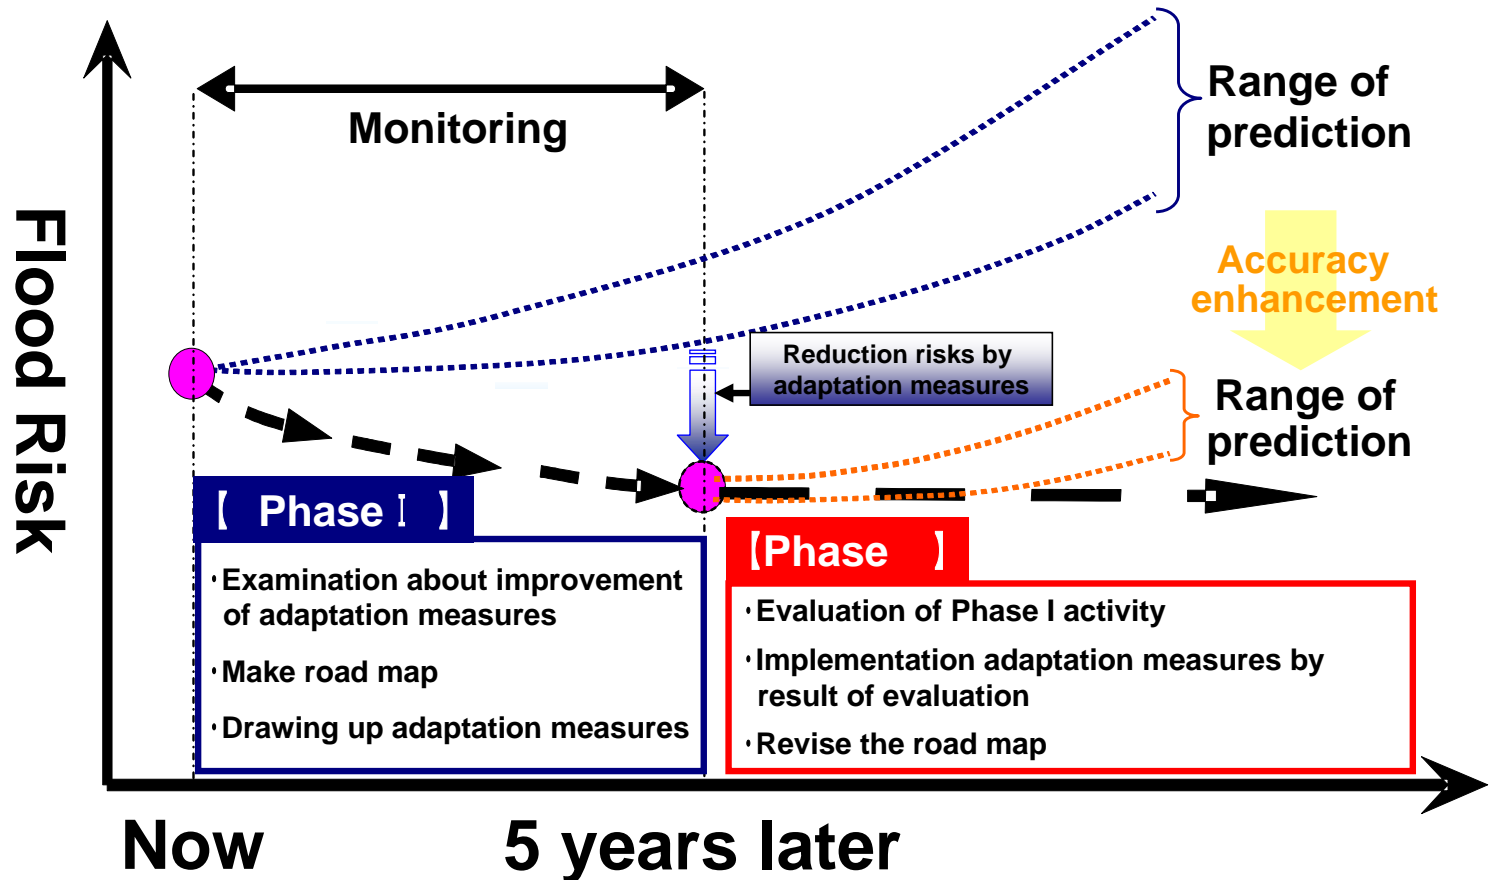 Flood Risk
Monitoring
Range of
prediction
Accuracy
enhancement
Reduction risks by
adaptation measures
Range of
prediction
【 Phase I 】
・Examination about improvement
of adaptation measures
・Make road map
・Drawing up adaptation measures
【Phase 】
・Evaluation of Phase I activity
・Implementation adaptation measures by
result of evaluation
・Revise the road map
Now
5 years later